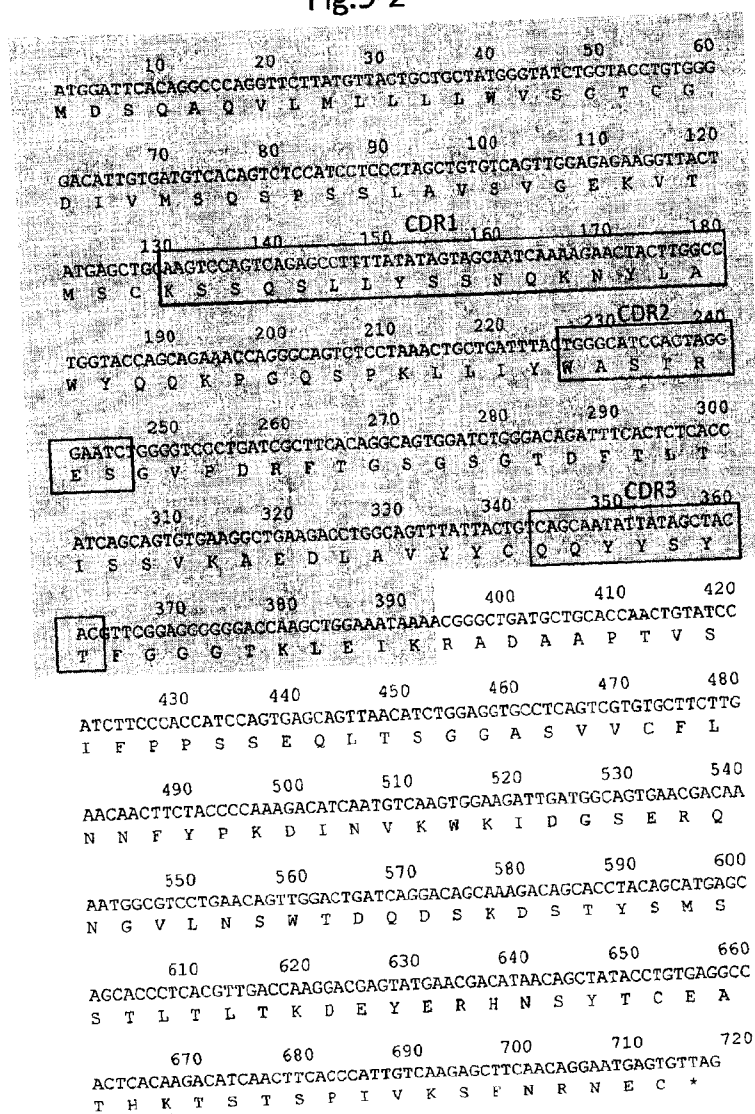 Fig.5-2
10 20 30 40 50 60
ATGGATTCACAGGCCCAGGTTCTTATGTTACTGCTGCTATGGGTATCTGGTACCTGTGGG
M D S Q A Q V L M L L L L W V S G T C G
70 80 90 100 110 120
GACATTGTGATGTCACAGTCTCCATCCTCCCTAGCTGTGTCAGTTGGAGAGAAGGTTACT
D I V M S Q S P S S L A V S V G E K V T
CDR1
130 140 150 160 170 180
ATGAGCTGCAAGTCCAGTCAGAGCCTTTTATATAGTAGCAATCAAAAGAACTACTTGGCC
M S C K S S Q S L L Y S S N Q K N Y L A
CDR2
190 200 210 220 230 240
TGGTACCAGCAGAAACCAGGGCAGTCTCCTAAACTGCTGATTTACTGGGCATCCACTAGG
W Y Q Q K P G Q S P K L L I Y W A S T R
250 260 270 280 290 300
GAATCTGGGGTCCCTGATCGCTTCACAGGCAGTGGATCTGGGACAGATTTCACTCTCACC
E S G V P D R F T G S G S G T D F T L T
CDR3
310 320 330 340 350 360
ATCAGCAGTGTGAAGGCTGAAGACCTGGCAGTTTATTACTGTCAGCAATATTATAGCTAC
I S S V K A E D L A V Y Y C Q Q Y Y S Y
370 380 390 400 410 420
ACGTTCGGAGGGGGGACCAAGCTGGAAATAAAACGGGCTGATGCTGCACCAACTGTATCC
T F G G G T K L E I K R A D A A P T V S
430 440 450 460 470 480
ATCTTCCCACCATCCAGTGAGCAGTTAACATCTGGAGGTGCCTCAGTCGTGTGCTTCTTG
I F P P S S E Q L T S G G A S V V C F L
490 500 510 520 530 540
AACAACTTCTACCCCAAAGACATCAATGTCAAGTGGAAGATTGATGGCAGTGAACGACAA
N N F Y P K D I N V K W K I D G S E R Q
550 560 570 580 590 600
AATGGCGTCCTGAACAGTTGGACTGATCAGGACAGCAAAGACAGCACCTACAGCATGAGC
N G V L N S W T D Q D S K D S T Y S M S
610 620 630 640 650 660
AGCACCCTCACGTTGACCAAGGACGAGTATGAACGACATAACAGCTATACCTGTGAGGCC
S T L T L T K D E Y E R H N S Y T C E A
670 680 690 700 710 720
ACTCACAAGACATCAACTTCACCCATTGTCAAGAGCTTCAACAGGAATGAGTGTTAG
T H K T S T S P I V K S F N R N E C *